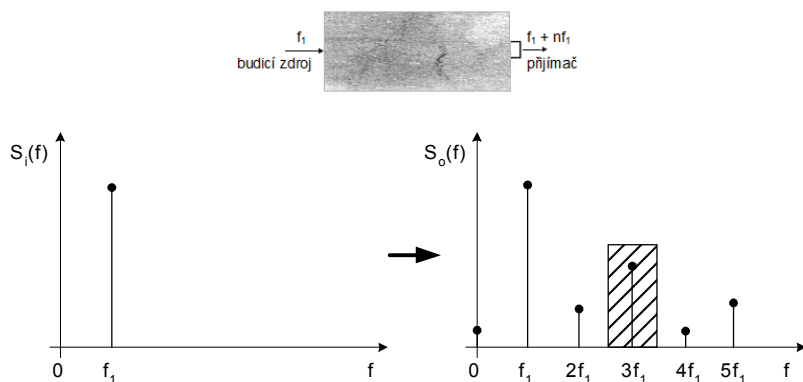 f₁
budicí zdroj
f₁ + nf₁
přijímač
Sᵢ(f)
0
f₁
f
Sₒ(f)
0
f₁
2f₁
3f₁
4f₁
5f₁
f